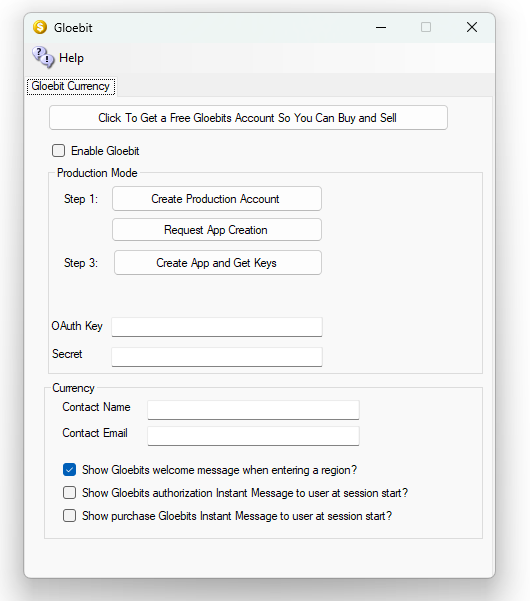 Gloebit
Help
Gloebit Currency
Click To Get a Free Gloebits Account So You Can Buy and Sell
Enable Gloebit
Production Mode
Step 1:
Create Production Account
Request App Creation
Step 3:
Create App and Get Keys
OAuth Key
Secret
Currency
Contact Name
Contact Email
Show Gloebits welcome message when entering a region?
Show Gloebits authorization Instant Message to user at session start?
Show purchase Gloebits Instant Message to user at session start?